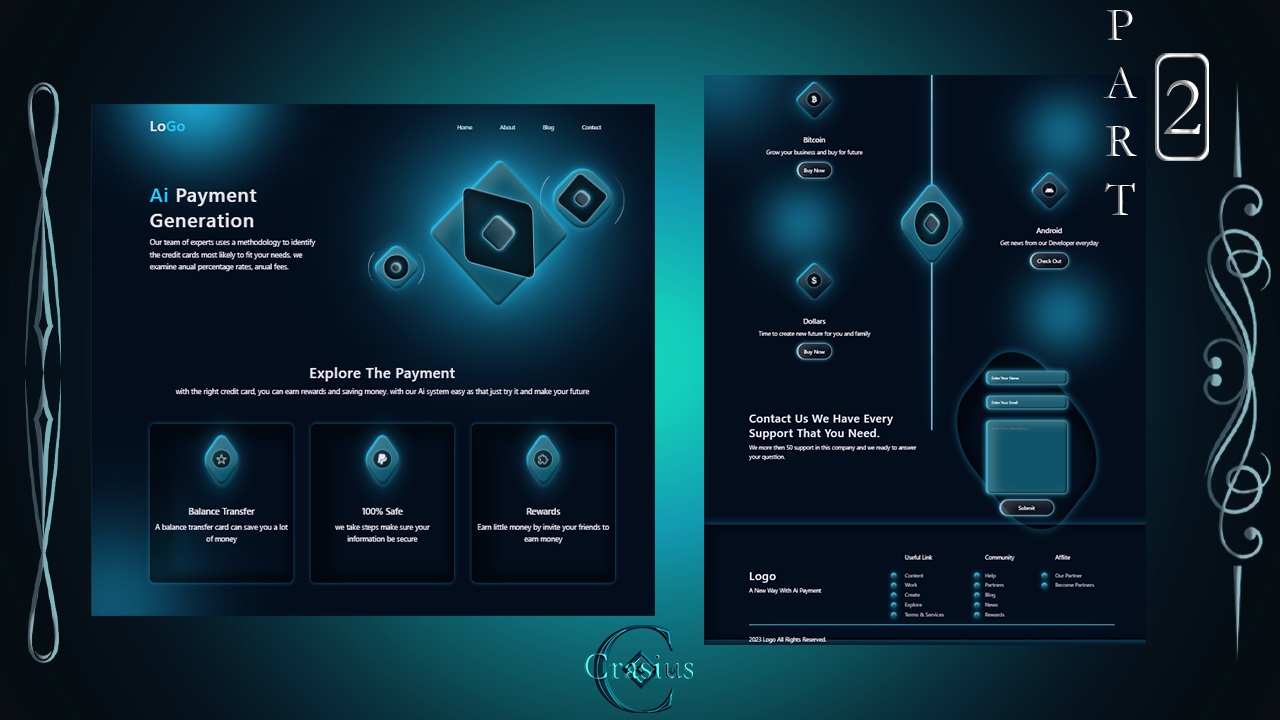 LoGo
Home About Blog Contact
Ai Payment
Generation
Our team of experts uses a methodology to identify
the credit cards most likely to fit your needs. we
examine anual percentage rates, anual fees.
Explore The Payment
with the right credit card, you can earn rewards and saving money. with our Ai system easy as that just try it and make your future
Balance Transfer
A balance transfer card can save you a lot
of money
100% Safe
we take steps make sure your
information be secure
Rewards
Earn little money by invite your friends to
earn money
Bitcoin
Grow your business and buy for future
Buy Now
Android
Get news from our Developer everyday
Check Out
$
Dollars
Time to create new future for you and family
Buy Now
Contact Us We Have Every
Support That You Need.
We more then 50 support in this company and we ready to answer
your question.
Enter Your Name
Enter Your Email
Submit
Logo
A New Way With Ai Payment
Useful Link
Content
Work
Create
Explore
Terms & Services
Community
Help
Partners
Blog
News
Rewards
Affilte
Our Partner
Become Partners
2023 Logo All Rights Reserved.
PART
2
Crasius